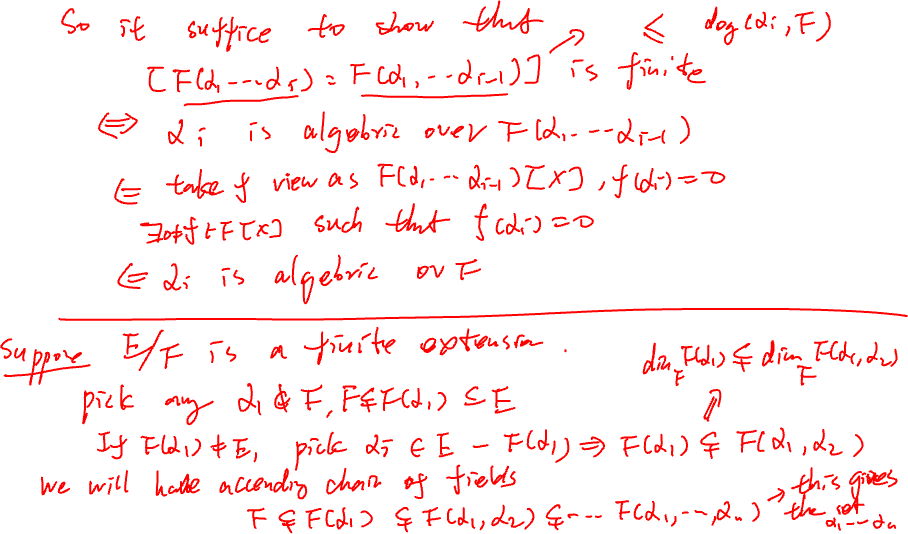 So it suffice to show that ≤ deg(αi, F)
[F(α1 --- αi) = F(α1, -- αi-1)] is finite
⇔ αi is algebric over F(α1 --- αi-1)
⇐ take f view as F(α1 --- αi-1)[X], f(αi) = 0
∃ 0≠f ∈ F[X] such that f(αi) = 0
⇐ αi is algebric ov F
Suppose E/F is a finite extension.
dim_F F(α1) ⊊ dim_F F(α1, α2)
pick any α1 ∉ F, F ⊊ F(α1) ⊆ E
If F(α1) ≠ E, pick α2 ∈ E - F(α1) ⇒ F(α1) ⊊ F(α1, α2)
we will have accending chain of fields
F ⊊ F(α1) ⊊ F(α1, α2) ⊊ --- F(α1, --, αn) → this gives
the set
α1 --- αn